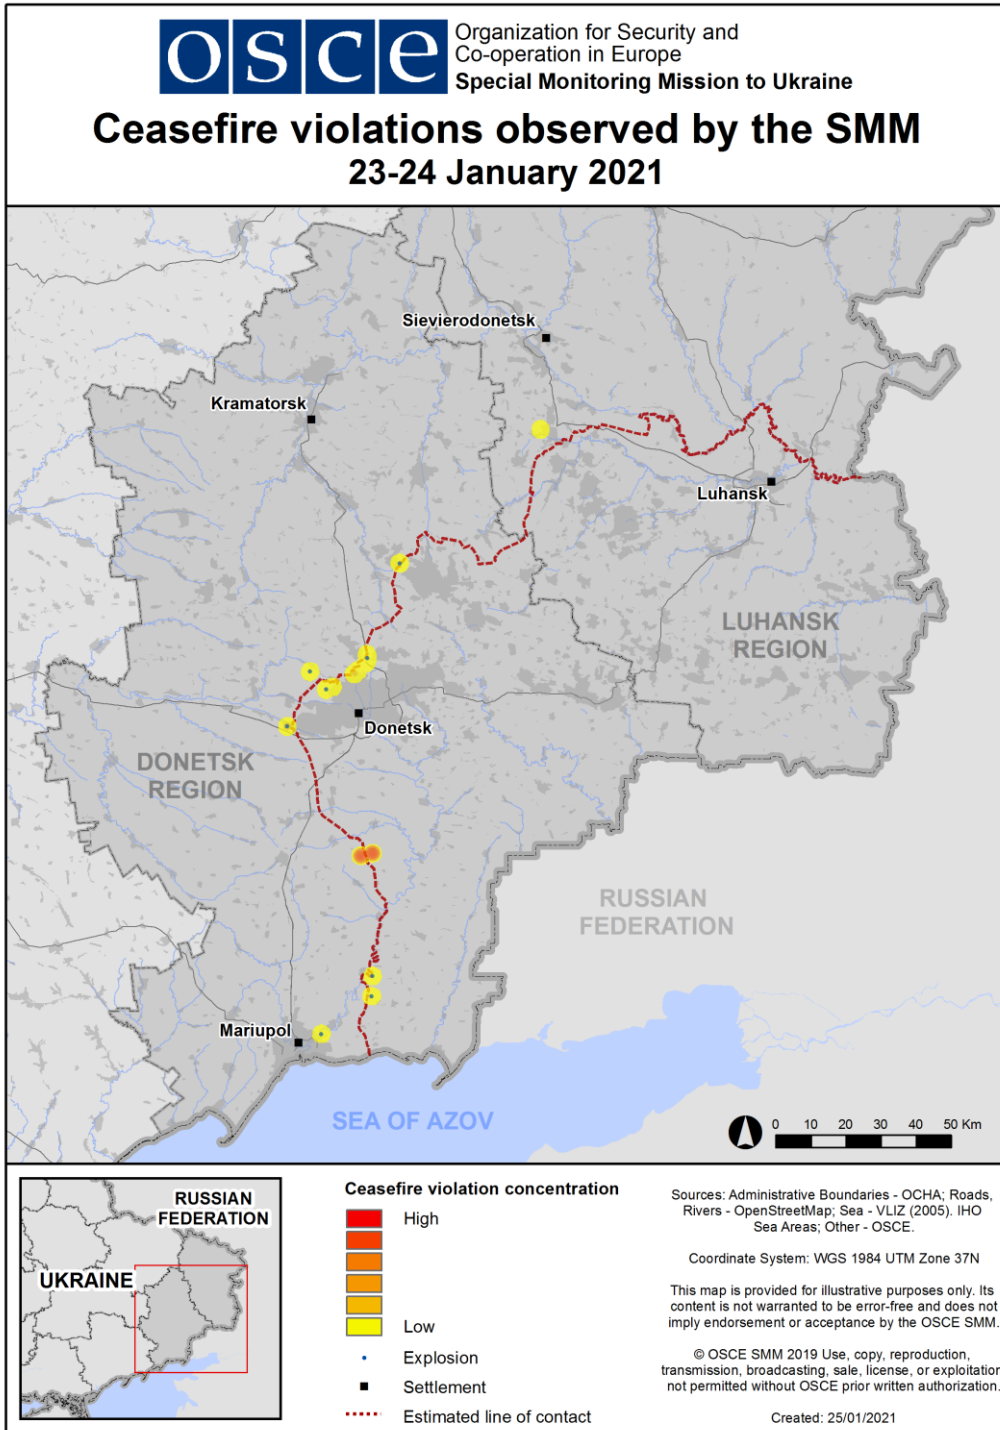 osce
Organization for Security and
Co-operation in Europe
Special Monitoring Mission to Ukraine
Ceasefire violations observed by the SMM
23-24 January 2021
Sievierodonetsk
Kramatorsk
Luhansk
LUHANSK
REGION
Donetsk
DONETSK
REGION
RUSSIAN
FEDERATION
Mariupol
SEA OF AZOV
0 10 20 30 40 50 Km
RUSSIAN
FEDERATION
UKRAINE
Ceasefire violation concentration
High
Low
Explosion
Settlement
Estimated line of contact
Sources: Administrative Boundaries - OCHA; Roads,
Rivers - OpenStreetMap; Sea - VLIZ (2005). IHO
Sea Areas; Other - OSCE.
Coordinate System: WGS 1984 UTM Zone 37N
This map is provided for illustrative purposes only. Its
content is not warranted to be error-free and does not
imply endorsement or acceptance by the OSCE SMM.
© OSCE SMM 2019 Use, copy, reproduction,
transmission, broadcasting, sale, license, or exploitation
not permitted without OSCE prior written authorization.
Created: 25/01/2021